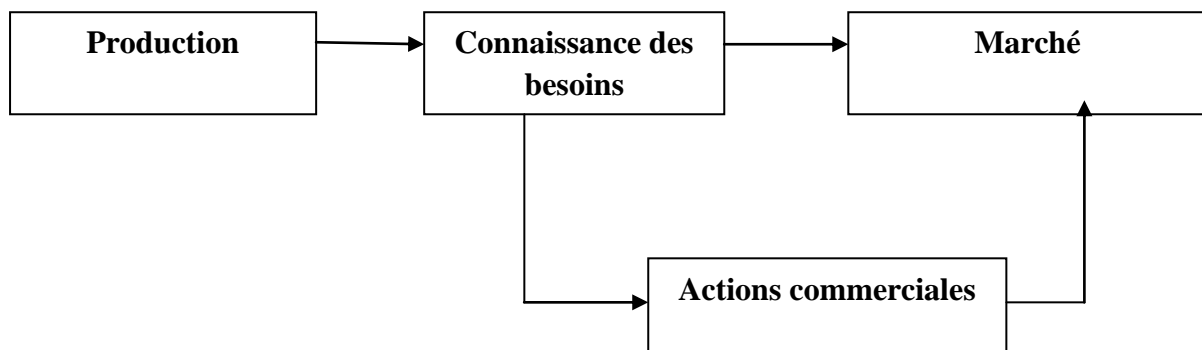 Production
Connaissance des
besoins
Marché
Actions commerciales